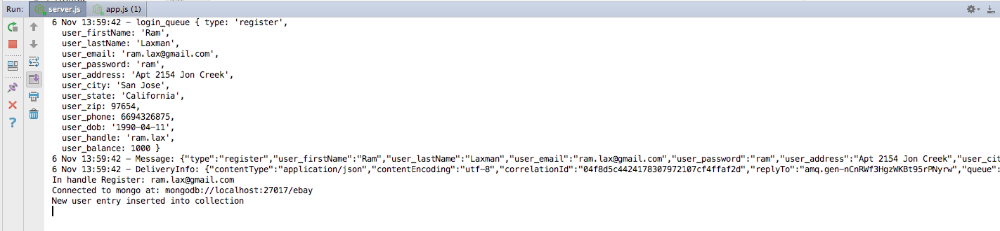 Run: server.js app.js (1)
6 Nov 13:59:42 - login_queue { type: 'register',
user_firstName: 'Ram',
user_lastName: 'Laxman',
user_email: 'ram.lax@gmail.com',
user_password: 'ram',
user_address: 'Apt 2154 Jon Creek',
user_city: 'San Jose',
user_state: 'California',
user_zip: 97654,
user_phone: 6694326875,
user_dob: '1990-04-11',
user_handle: 'ram.lax',
user_balance: 1000 }
6 Nov 13:59:42 - Message: {"type":"register","user_firstName":"Ram","user_lastName":"Laxman","user_email":"ram.lax@gmail.com","user_password":"ram","user_address":"Apt 2154 Jon Creek","user_cit
6 Nov 13:59:42 - DeliveryInfo: {"contentType":"application/json","contentEncoding":"utf-8","correlationId":"04f8d5c4424178307972107cf4ffaf2d","replyTo":"amq.gen-nCnRWf3HgzWKBt95rPNyrw","queue":
In handle Register: ram.lax@gmail.com
Connected to mongo at: mongodb://localhost:27017/ebay
New user entry inserted into collection